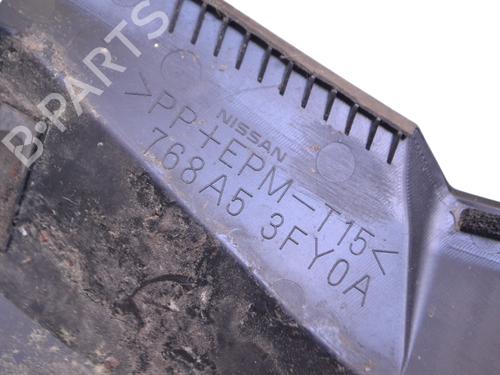 B-PARTS
NISSAN
>PP+EPM-T15<
768A5 3FY0A